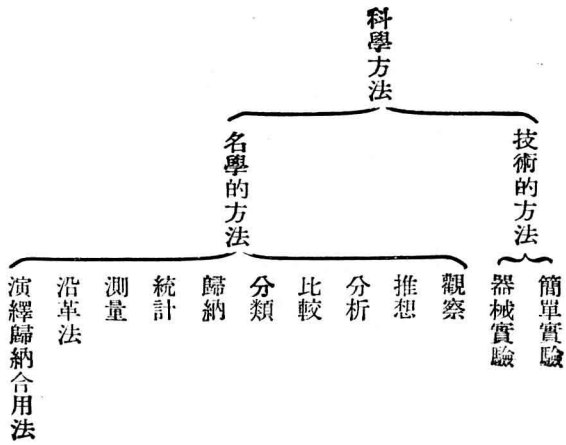 科學方法
技術的方法
簡單實驗
器械實驗
名學的方法
觀察
推想
分析
比較
分類
歸納
統計
測量
沿革法
演繹歸納合用法